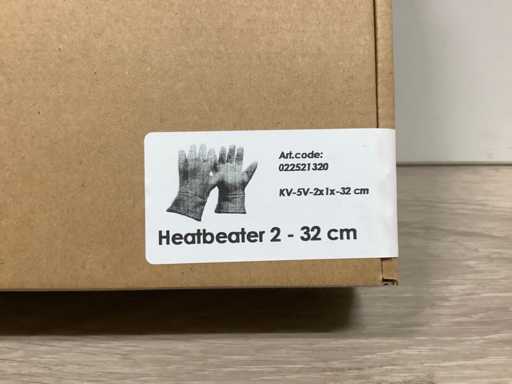 Art.code:
022521320
KV-5V-2x1x-32 cm
Heatbeater 2 - 32 cm